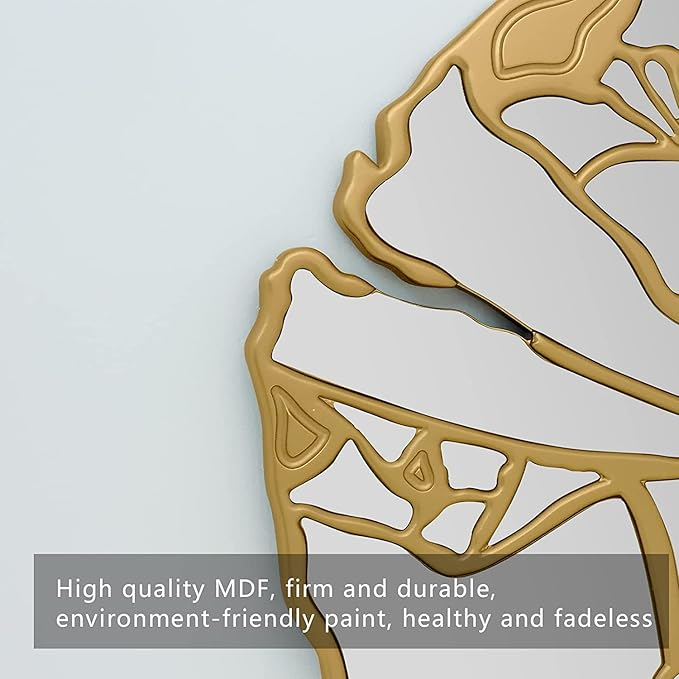 High quality MDF, firm and durable,
environment-friendly paint, healthy and fadeless